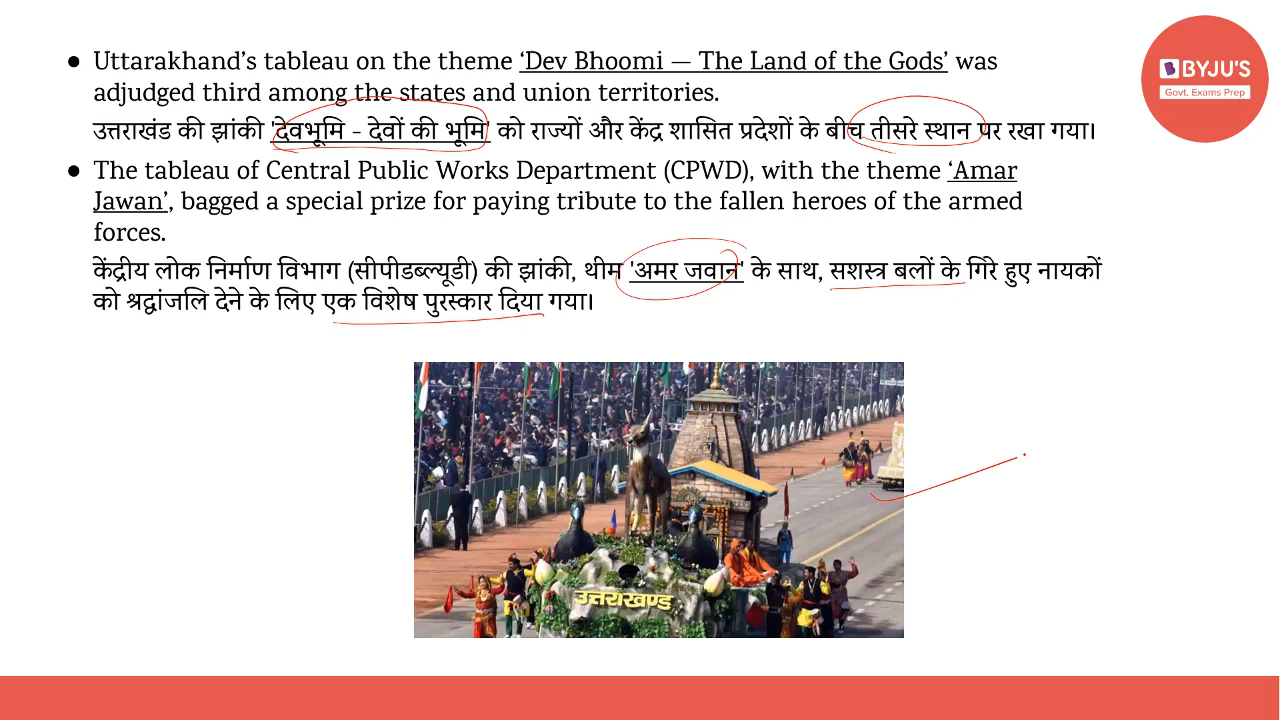 ● Uttarakhand’s tableau on the theme ‘Dev Bhoomi — The Land of the Gods’ was
adjudged third among the states and union territories.
उत्तराखंड की झांकी 'देवभूमि - देवों की भूमि' को राज्यों और केंद्र शासित प्रदेशों के बीच तीसरे स्थान पर रखा गया।
● The tableau of Central Public Works Department (CPWD), with the theme ‘Amar
Jawan’, bagged a special prize for paying tribute to the fallen heroes of the armed
forces.
केंद्रीय लोक निर्माण विभाग (सीपीडब्ल्यूडी) की झांकी, थीम 'अमर जवान' के साथ, सशस्त्र बलों के गिरे हुए नायकों
को श्रद्धांजलि देने के लिए एक विशेष पुरस्कार दिया गया।
BYJU'S
Govt. Exams Prep
उत्तराखण्ड